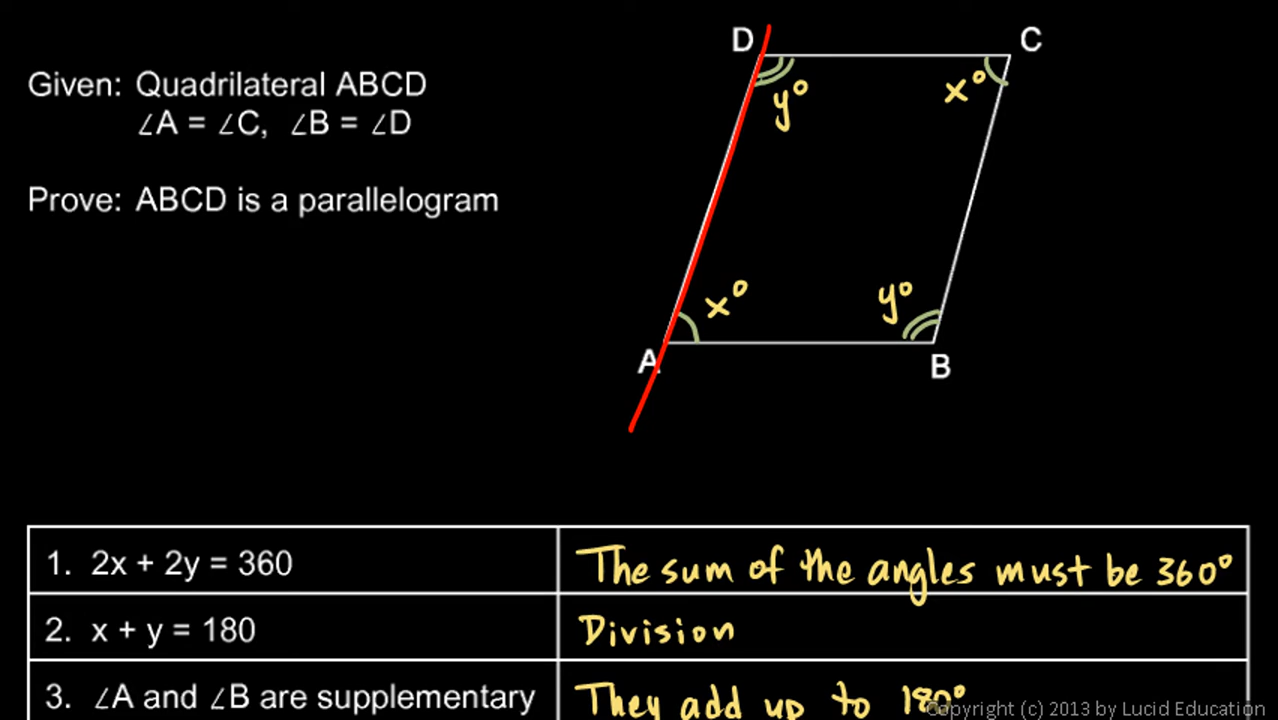 D
C
Given: Quadrilateral ABCD
∠A = ∠C, ∠B = ∠D
y°
x°
Prove: ABCD is a parallelogram
x°
y°
A
B
1. 2x + 2y = 360
The sum of the angles must be 360°
2. x + y = 180
Division
3. ∠A and ∠B are supplementary
They add up to 180°
Copyright (c) 2013 by Lucid Education